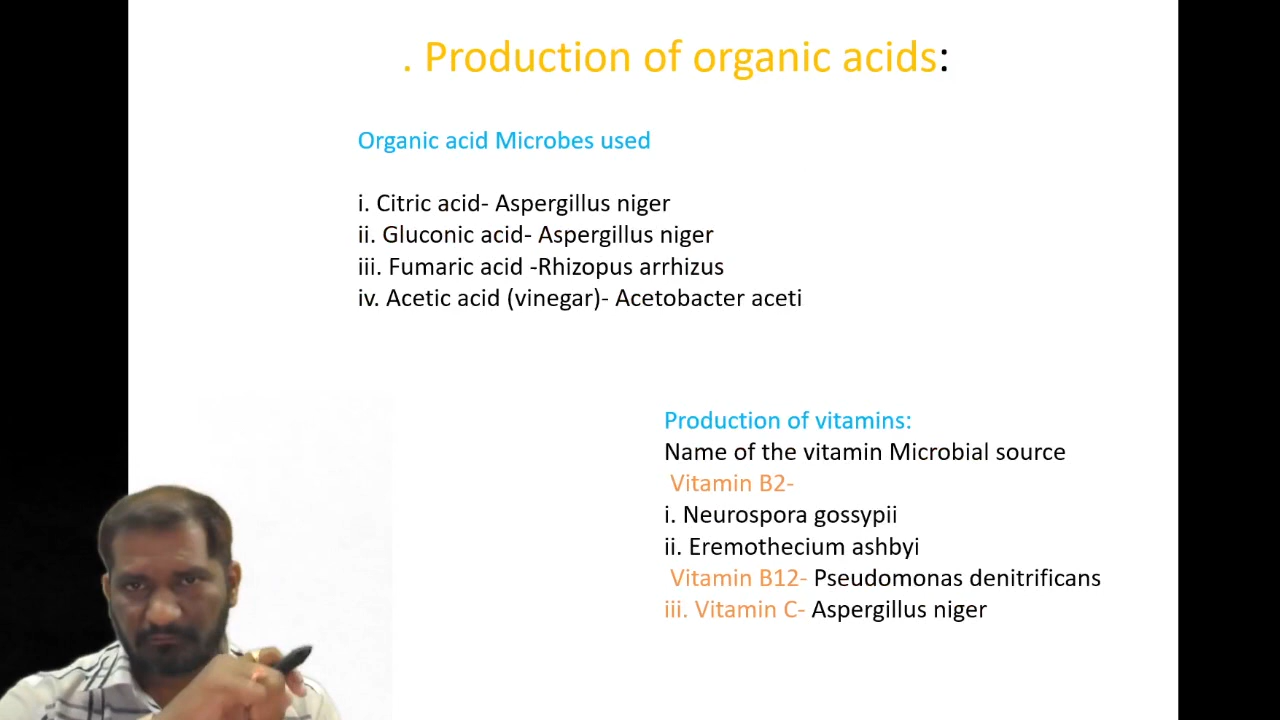 . Production of organic acids:
Organic acid Microbes used
i. Citric acid- Aspergillus niger
ii. Gluconic acid- Aspergillus niger
iii. Fumaric acid -Rhizopus arrhizus
iv. Acetic acid (vinegar)- Acetobacter aceti
Production of vitamins:
Name of the vitamin Microbial source
Vitamin B2-
i. Neurospora gossypii
ii. Eremothecium ashbyi
Vitamin B12- Pseudomonas denitrificans
iii. Vitamin C- Aspergillus niger